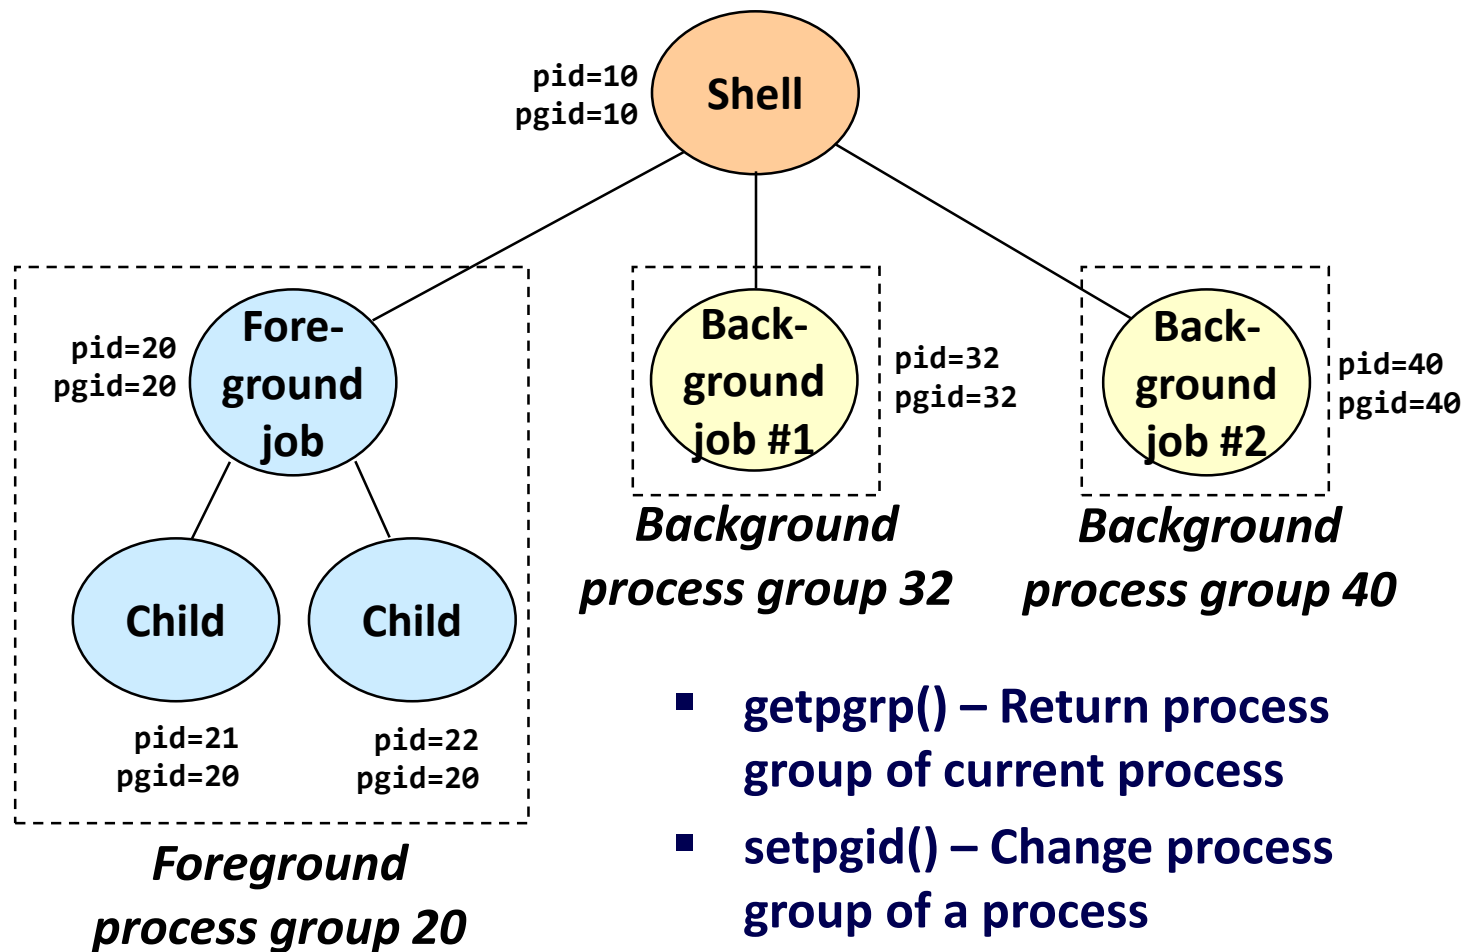 pid=10
pgid=10
Shell
pid=20
pgid=20
Fore-
ground
job
Back-
ground
job #1
pid=32
pgid=32
Back-
ground
job #2
pid=40
pgid=40
Background
process group 32
Background
process group 40
Child
Child
pid=21
pgid=20
pid=22
pgid=20
Foreground
process group 20
▪ getpgrp() – Return process
group of current process
▪ setpgid() – Change process
group of a process